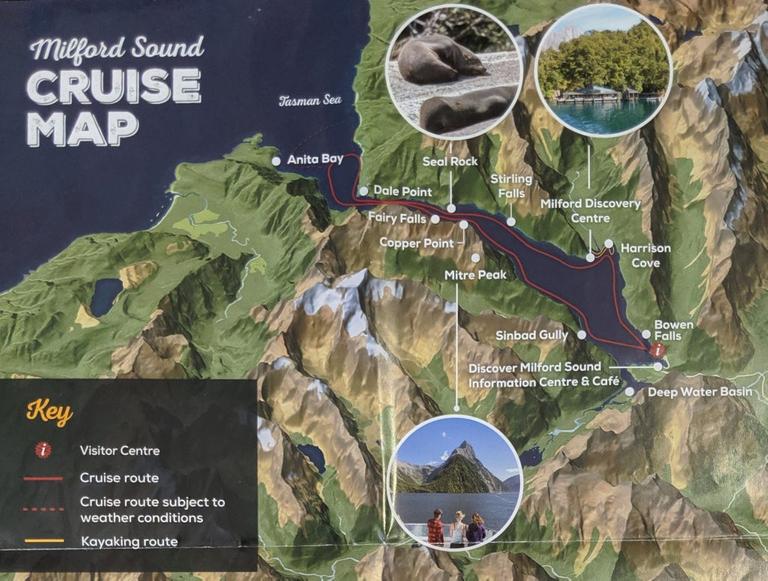 Milford Sound
CRUISE
MAP
Tasman Sea
Anita Bay
Dale Point
Seal Rock
Stirling
Falls
Milford Discovery
Centre
Fairy Falls
Copper Point
Harrison
Cove
Mitre Peak
Sinbad Gully
Bowen
Falls
i
Discover Milford Sound
Information Centre & Café
Deep Water Basin
Key
i
Visitor Centre
Cruise route
Cruise route subject to
weather conditions
Kayaking route